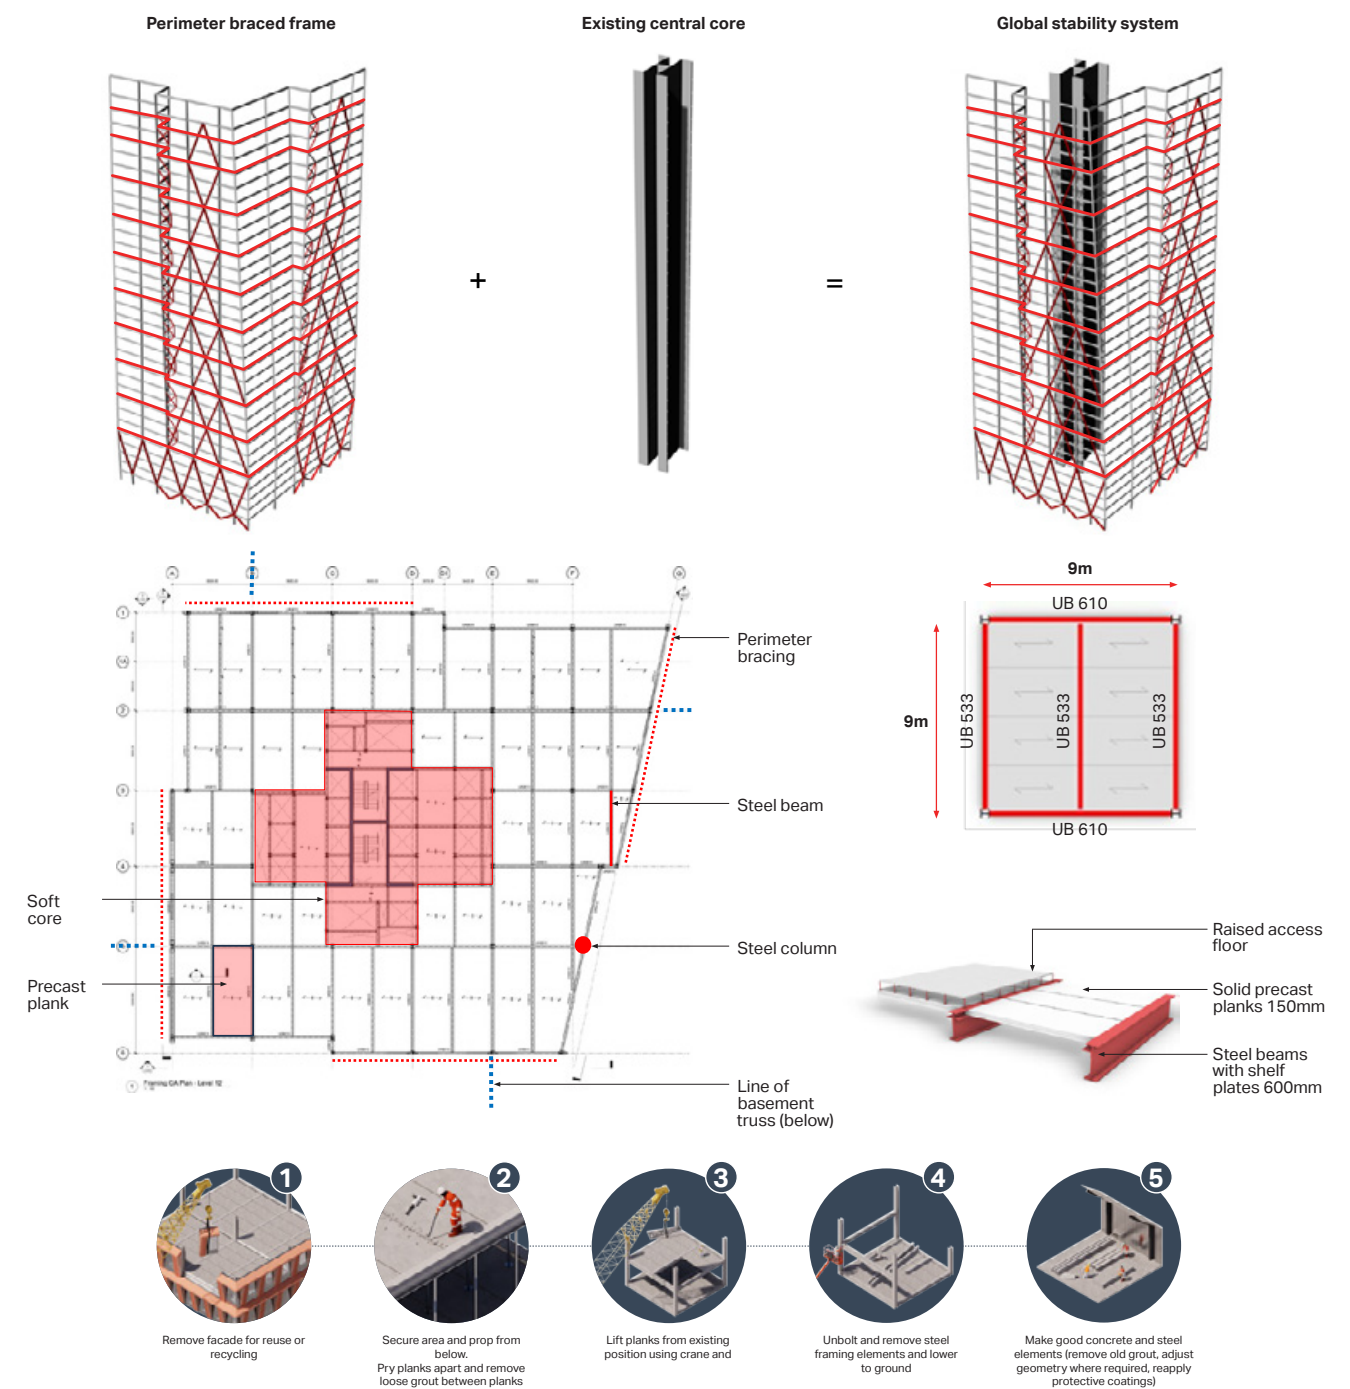 Perimeter braced frame
Existing central core
Global stability system
+
=
Perimeter
bracing
Steel beam
Soft
core
Steel column
Precast
plank
Line of
basement
truss (below)
Framing GA Plan - Level 12
9m
UB 610
9m
UB 533
UB 533
UB 533
UB 610
Raised access
floor
Solid precast
planks 150mm
Steel beams
with shelf
plates 600mm
1
Remove facade for reuse or
recycling
2
Secure area and prop from
below.
Pry planks apart and remove
loose grout between planks
3
Lift planks from existing
position using crane and
4
Unbolt and remove steel
framing elements and lower
to ground
5
Make good concrete and steel
elements (remove old grout, adjust
geometry where required, reapply
protective coatings)